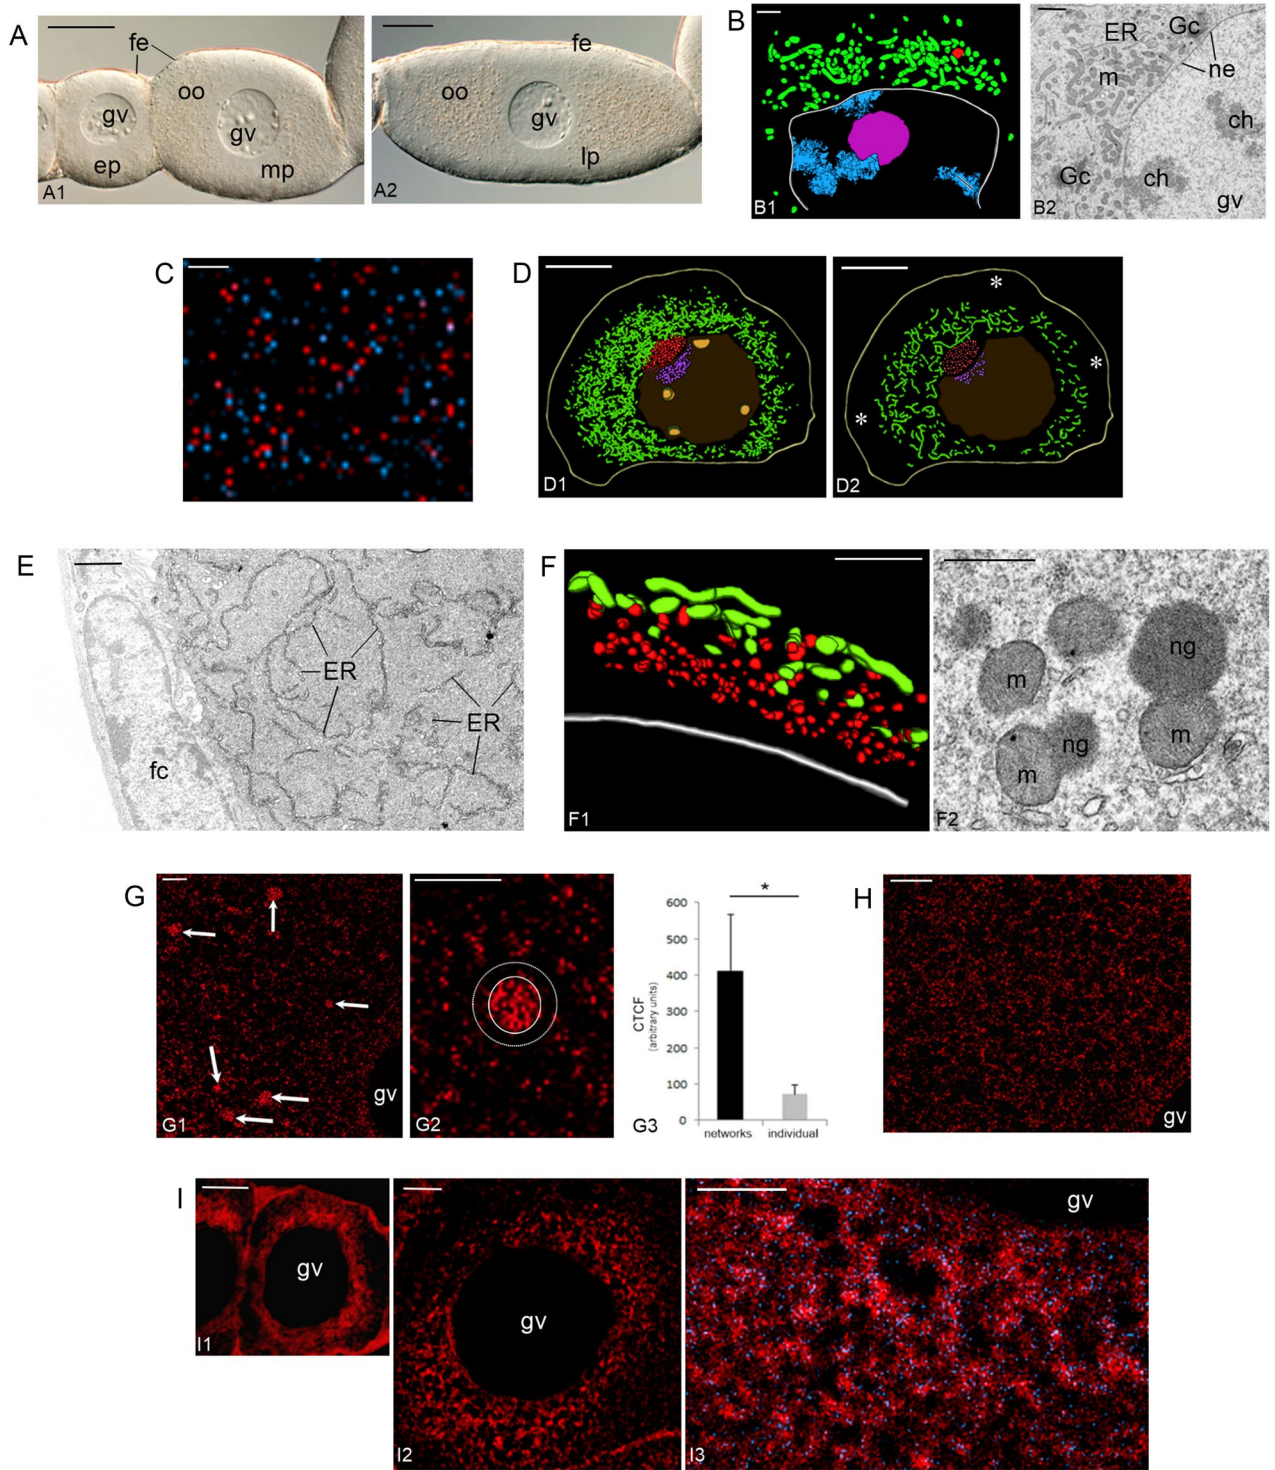 A
fe
oo
gv
gv
ep
mp
A1
fe
oo
gv
lp
A2
B
B1
ER
Gc
m
ne
ch
Gc
ch
gv
B2
C
D
D1
*
*
*
D2
E
ER
ER
fc
F
F1
ng
m
m
ng
m
F2
G
gv
G1
G2
*
600
500
400
300
200
100
0
CTCF
(arbitrary units)
networks individual
G3
H
gv
I
gv
I1
gv
I2
gv
I3